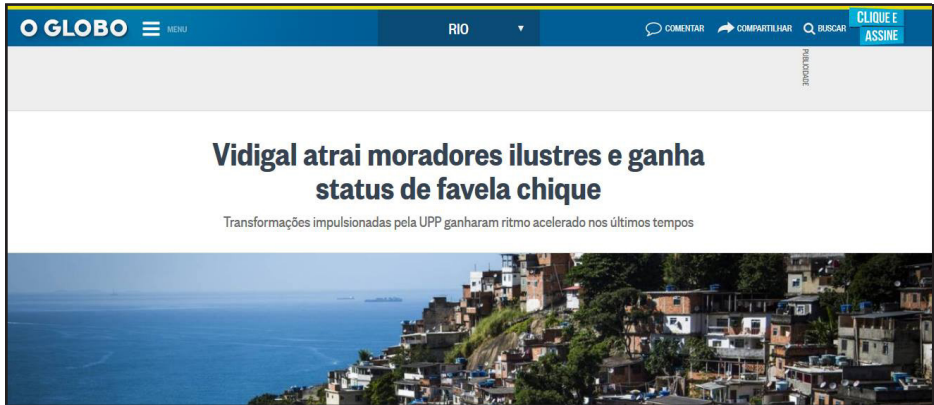 O GLOBO MENU RIO COMENTAR COMPARTILHAR BUSCAR CLIQUE E
ASSINE
PUBLICIDADE
Vidigal atrai moradores ilustres e ganha
status de favela chique
Transformações impulsionadas pela UPP ganharam ritmo acelerado nos últimos tempos